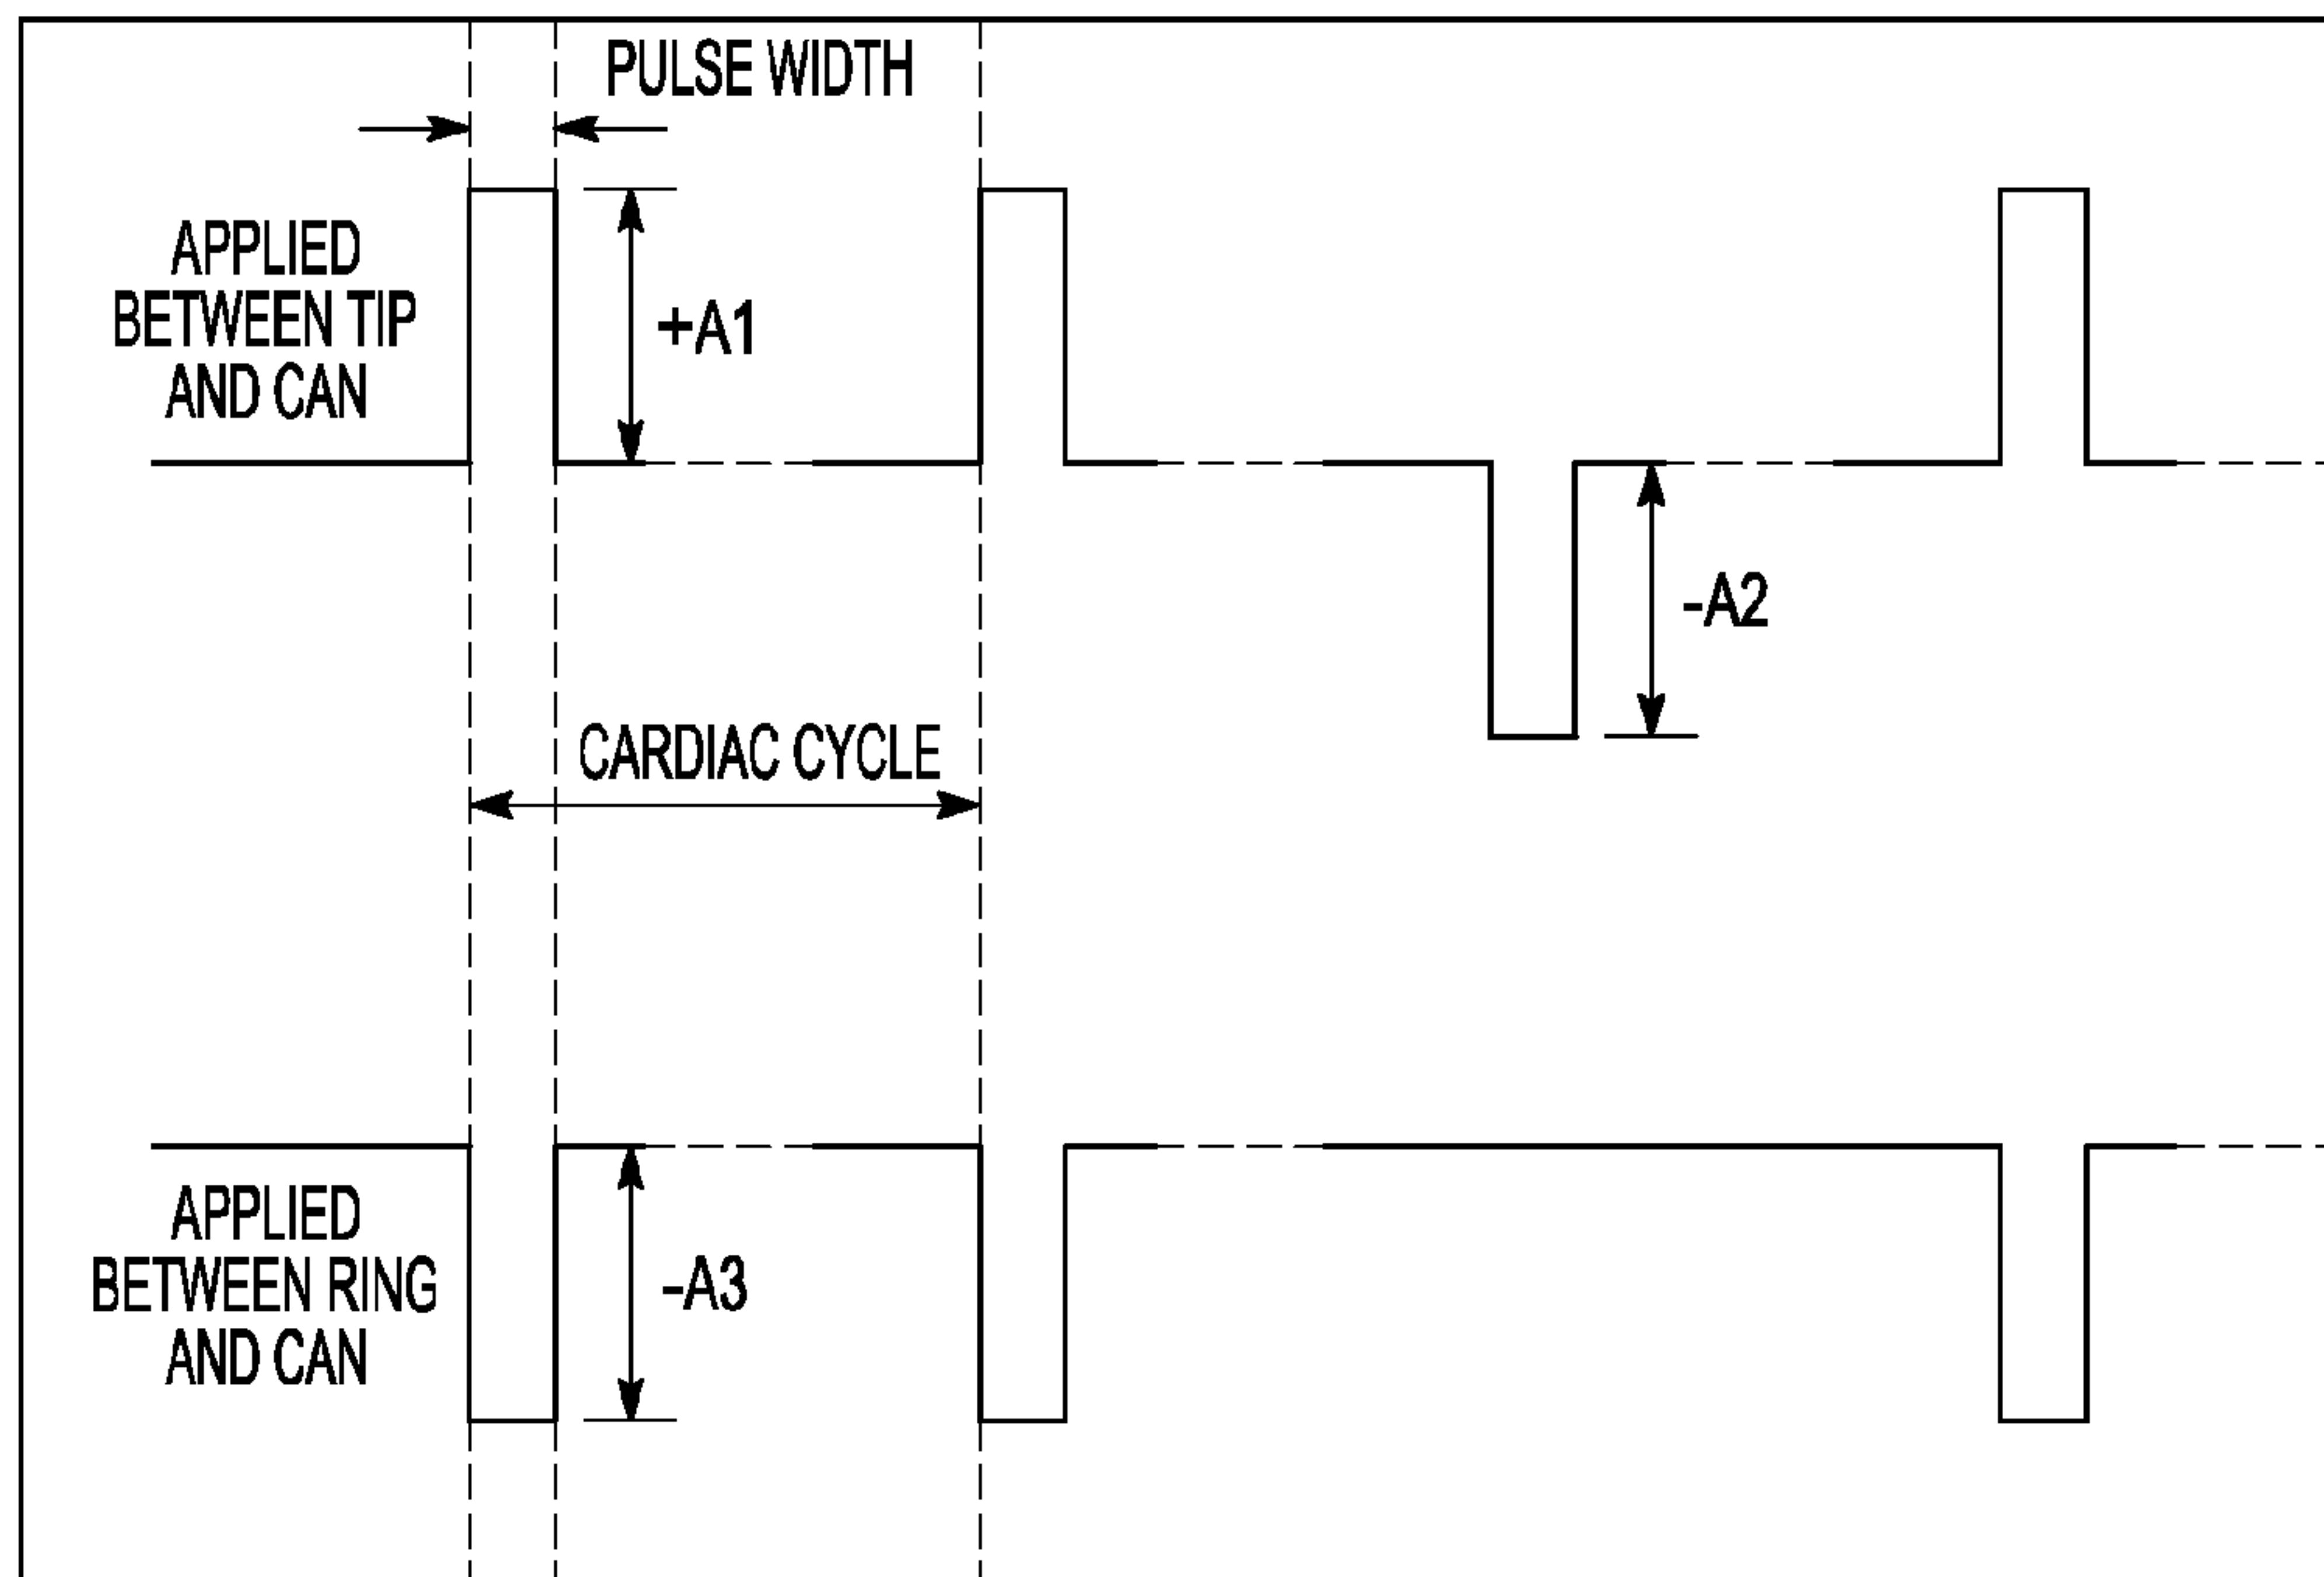 PULSE WIDTH
APPLIED
BETWEEN TIP
AND CAN
+A1
-A2
CARDIAC CYCLE
APPLIED
BETWEEN RING
AND CAN
-A3